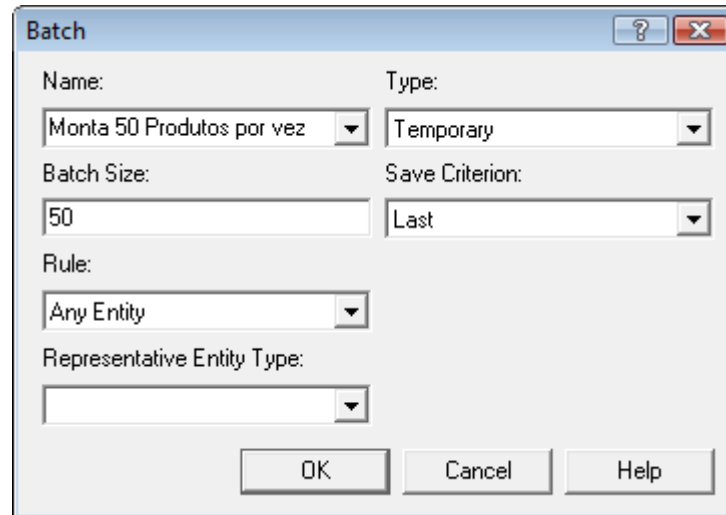 Batch
Name: Type:
Monta 50 Produtos por vez Temporary
Batch Size: Save Criterion:
50 Last
Rule:
Any Entity
Representative Entity Type:
OK Cancel Help